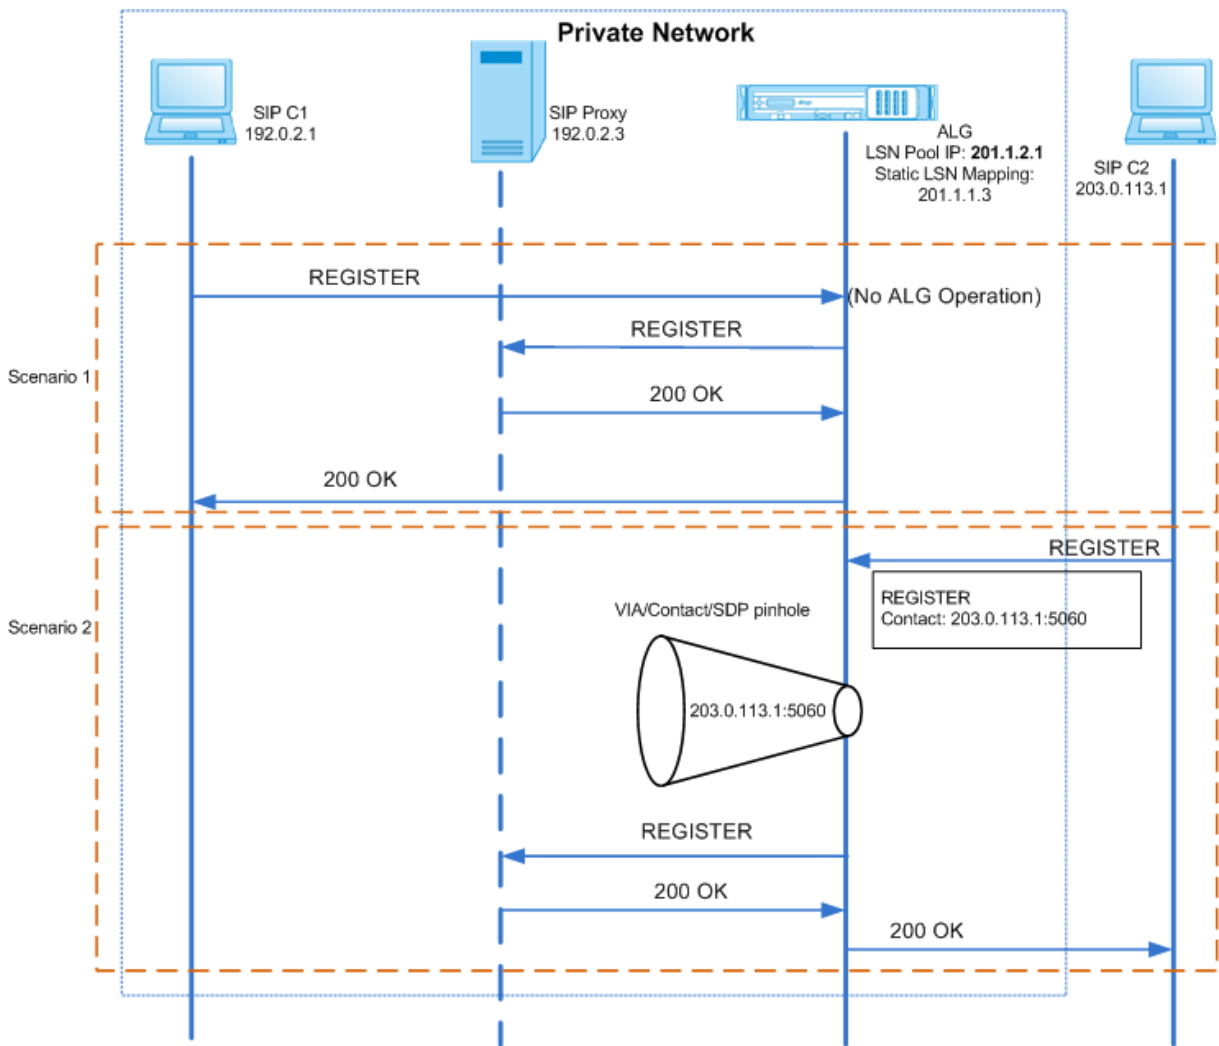 Private Network
SIP C1
192.0.2.1
SIP Proxy
192.0.2.3
ALG
LSN Pool IP: 201.1.2.1
Static LSN Mapping:
201.1.1.3
SIP C2
203.0.113.1
Scenario 1
REGISTER
(No ALG Operation)
REGISTER
200 OK
200 OK
Scenario 2
REGISTER
REGISTER
Contact: 203.0.113.1:5060
VIA/Contact/SDP pinhole
203.0.113.1:5060
REGISTER
200 OK
200 OK